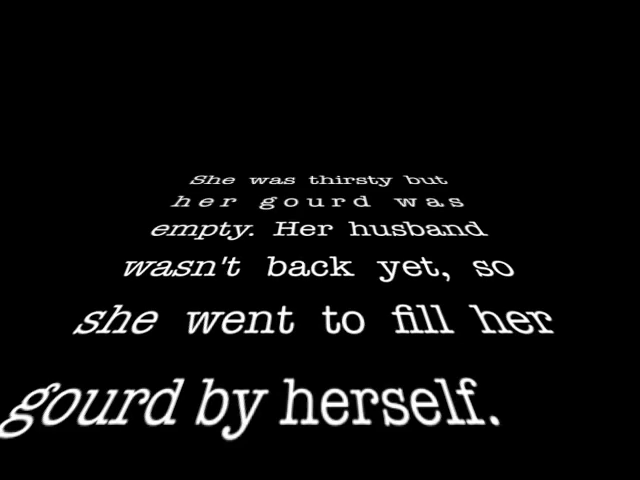 She was thirsty but
her gourd was
empty. Her husband
wasn't back yet, so
she went to fill her
gourd by herself.